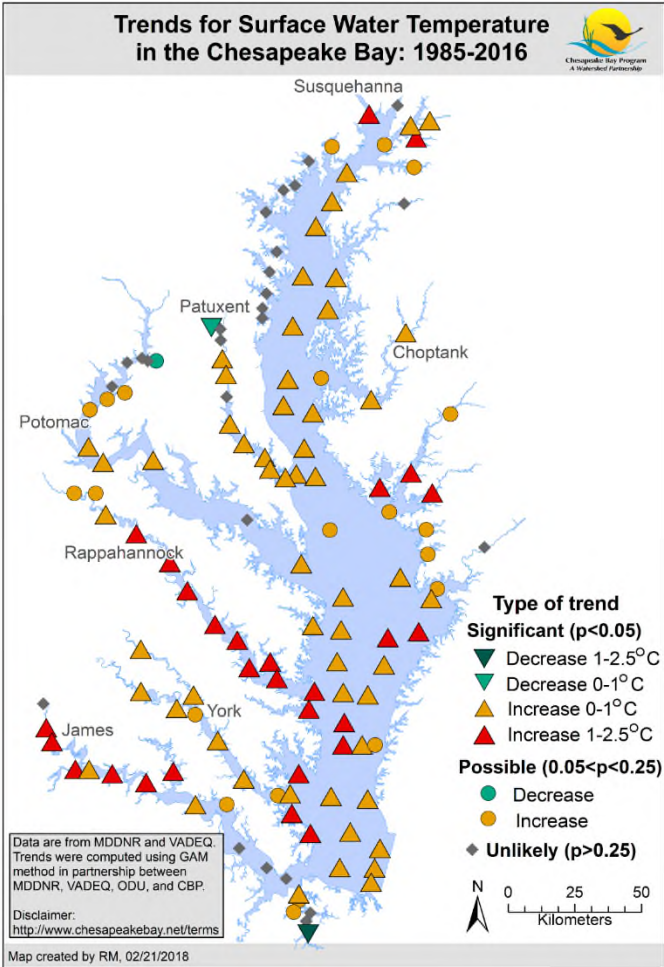 Trends for Surface Water Temperature
in the Chesapeake Bay: 1985-2016
Chesapeake Bay Program
A Watershed Partnership
Susquehanna
Patuxent
Choptank
Potomac
Rappahannock
York
James
Type of trend
Significant (p<0.05)
Decrease 1-2.5°C
Decrease 0-1°C
Increase 0-1°C
Increase 1-2.5°C
Possible (0.05<p<0.25)
Decrease
Increase
Unlikely (p>0.25)
Data are from MDDNR and VADEQ.
Trends were computed using GAM
method in partnership between
MDDNR, VADEQ, ODU, and CBP.
Disclaimer:
http://www.chesapeakebay.net/terms
N
0 25 50
Kilometers
Map created by RM, 02/21/2018